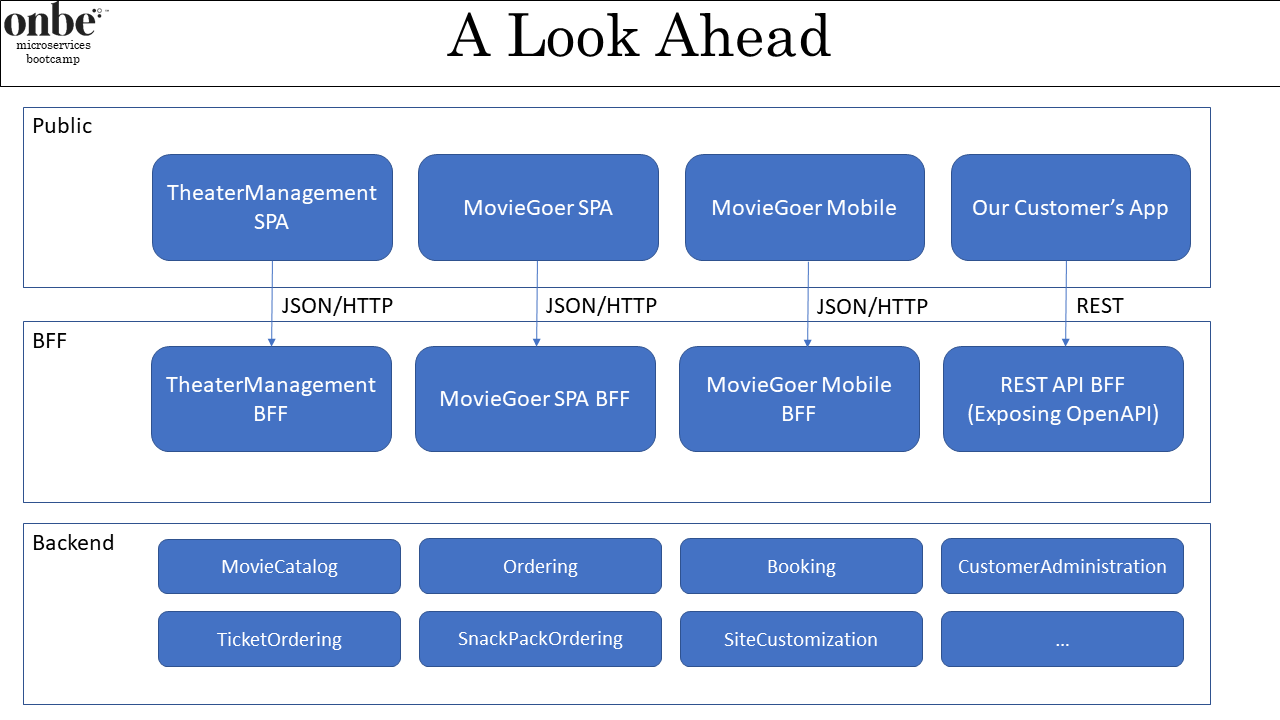 onbe
microservices
bootcamp
A Look Ahead
Public
TheaterManagement
SPA
MovieGoer SPA
MovieGoer Mobile
Our Customer’s App
JSON/HTTP
JSON/HTTP
JSON/HTTP
REST
BFF
TheaterManagement
BFF
MovieGoer SPA BFF
MovieGoer Mobile
BFF
REST API BFF
(Exposing OpenAPI)
Backend
MovieCatalog
Ordering
Booking
CustomerAdministration
TicketOrdering
SnackPackOrdering
SiteCustomization
...